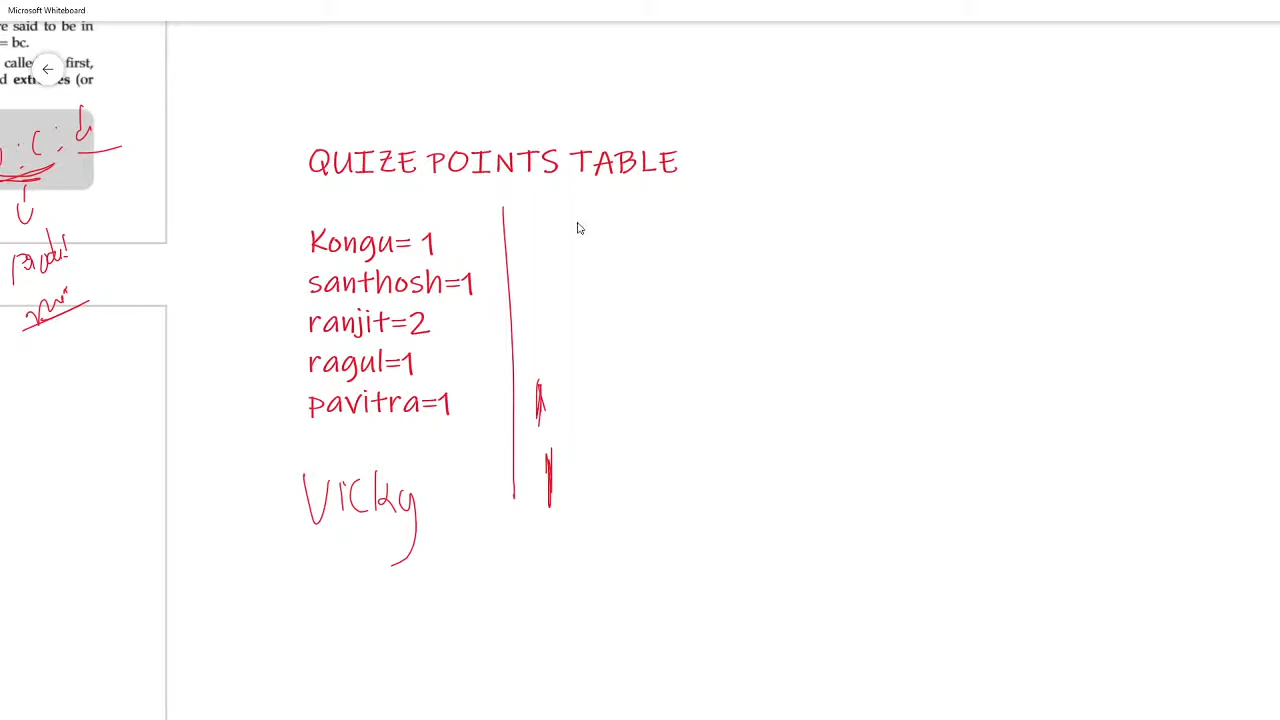 Microsoft Whiteboard
e said to be in
= bc.
calle first,
d ext es (or
c : d
QUIZE POINTS TABLE
Kongu= 1
santhosh=1
ranjit=2
ragul=1
pavitra=1
Vicky